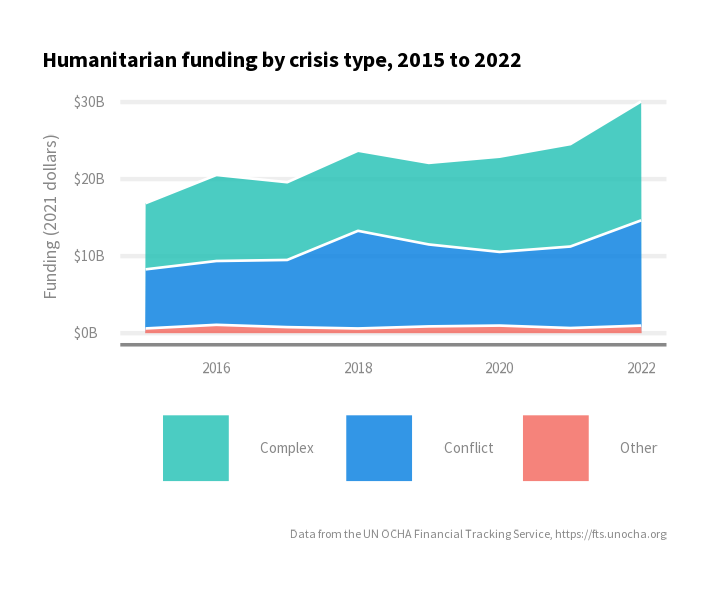 Humanitarian funding by crisis type, 2015 to 2022
$30B
$20B
$10B
$0B
Funding (2021 dollars)
2016 2018 2020 2022
Complex Conflict Other
Data from the UN OCHA Financial Tracking Service, https://fts.unocha.org